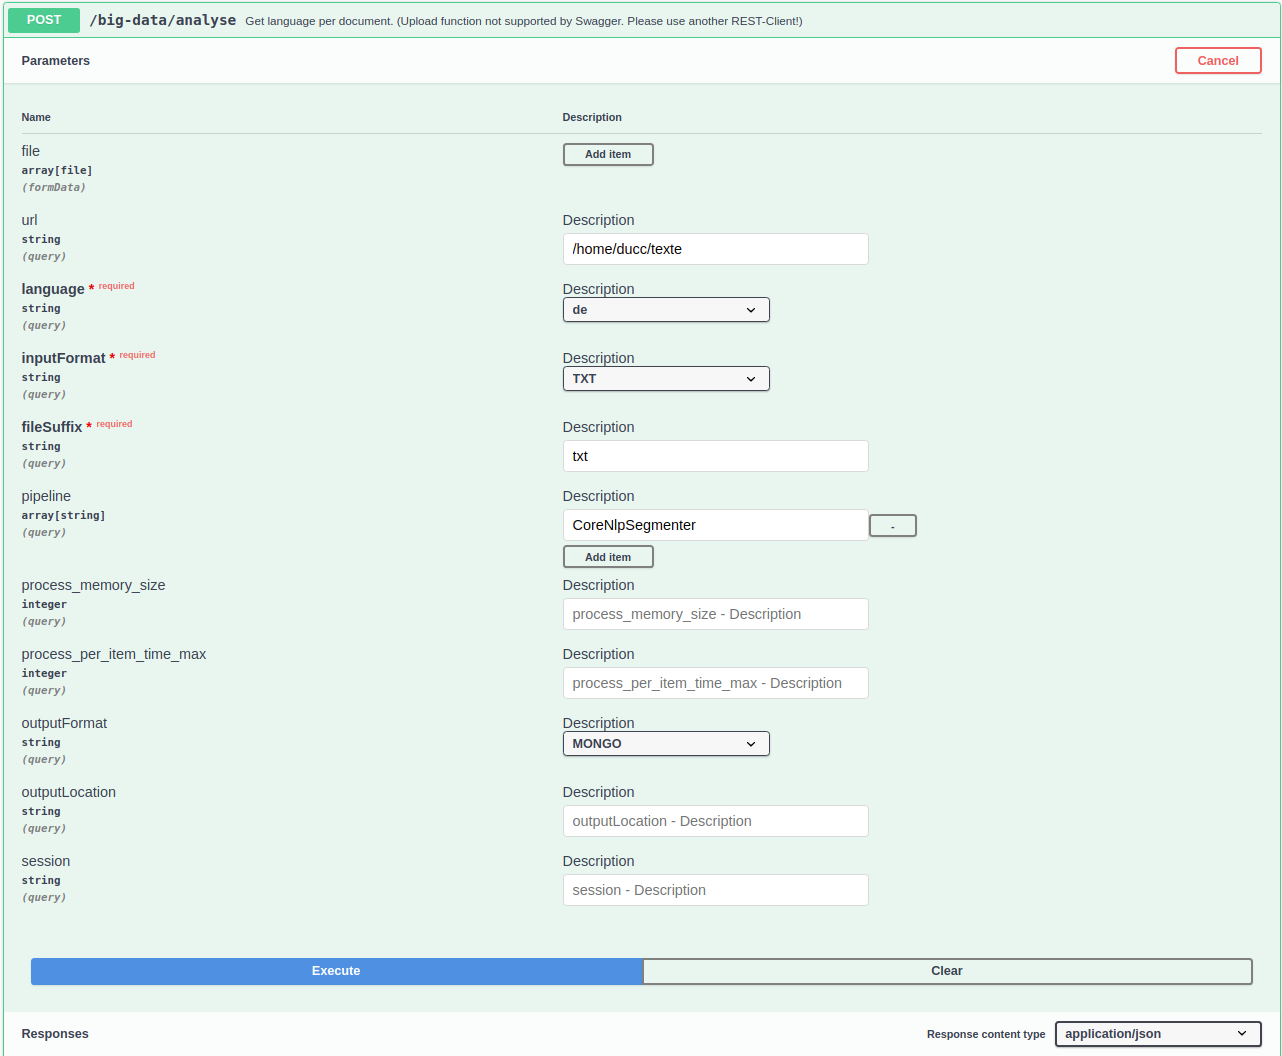 POST /big-data/analyse Get language per document. (Upload function not supported by Swagger. Please use another REST-Client!)
Parameters Cancel
Name Description
file Add item
array[file]
(formData)
url Description
string /home/ducc/texte
(query)
language * required Description
string de
(query)
inputFormat * required Description
string TXT
(query)
fileSuffix * required Description
string txt
(query)
pipeline Description
array[string] CoreNlpSegmenter -
(query)
Add item
process_memory_size Description
integer process_memory_size - Description
(query)
process_per_item_time_max Description
integer process_per_item_time_max - Description
(query)
outputFormat Description
string MONGO
(query)
outputLocation Description
string outputLocation - Description
(query)
session Description
string session - Description
(query)
Execute Clear
Responses Response content type application/json